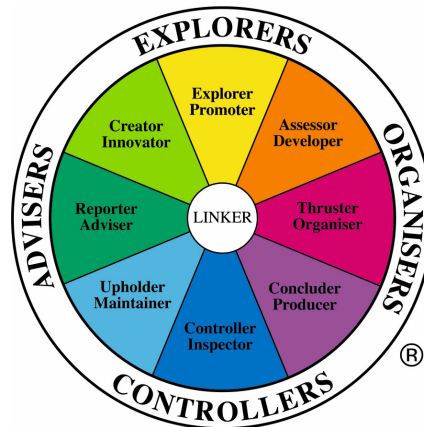 EXPLORERS
Explorer
Promoter
Creator
Innovator
Assessor
Developer
ADVISERS
ORGANISERS
Reporter
Adviser
LINKER
Thruster
Organiser
Upholder
Maintainer
Concluder
Producer
Controller
Inspector
CONTROLLERS
®